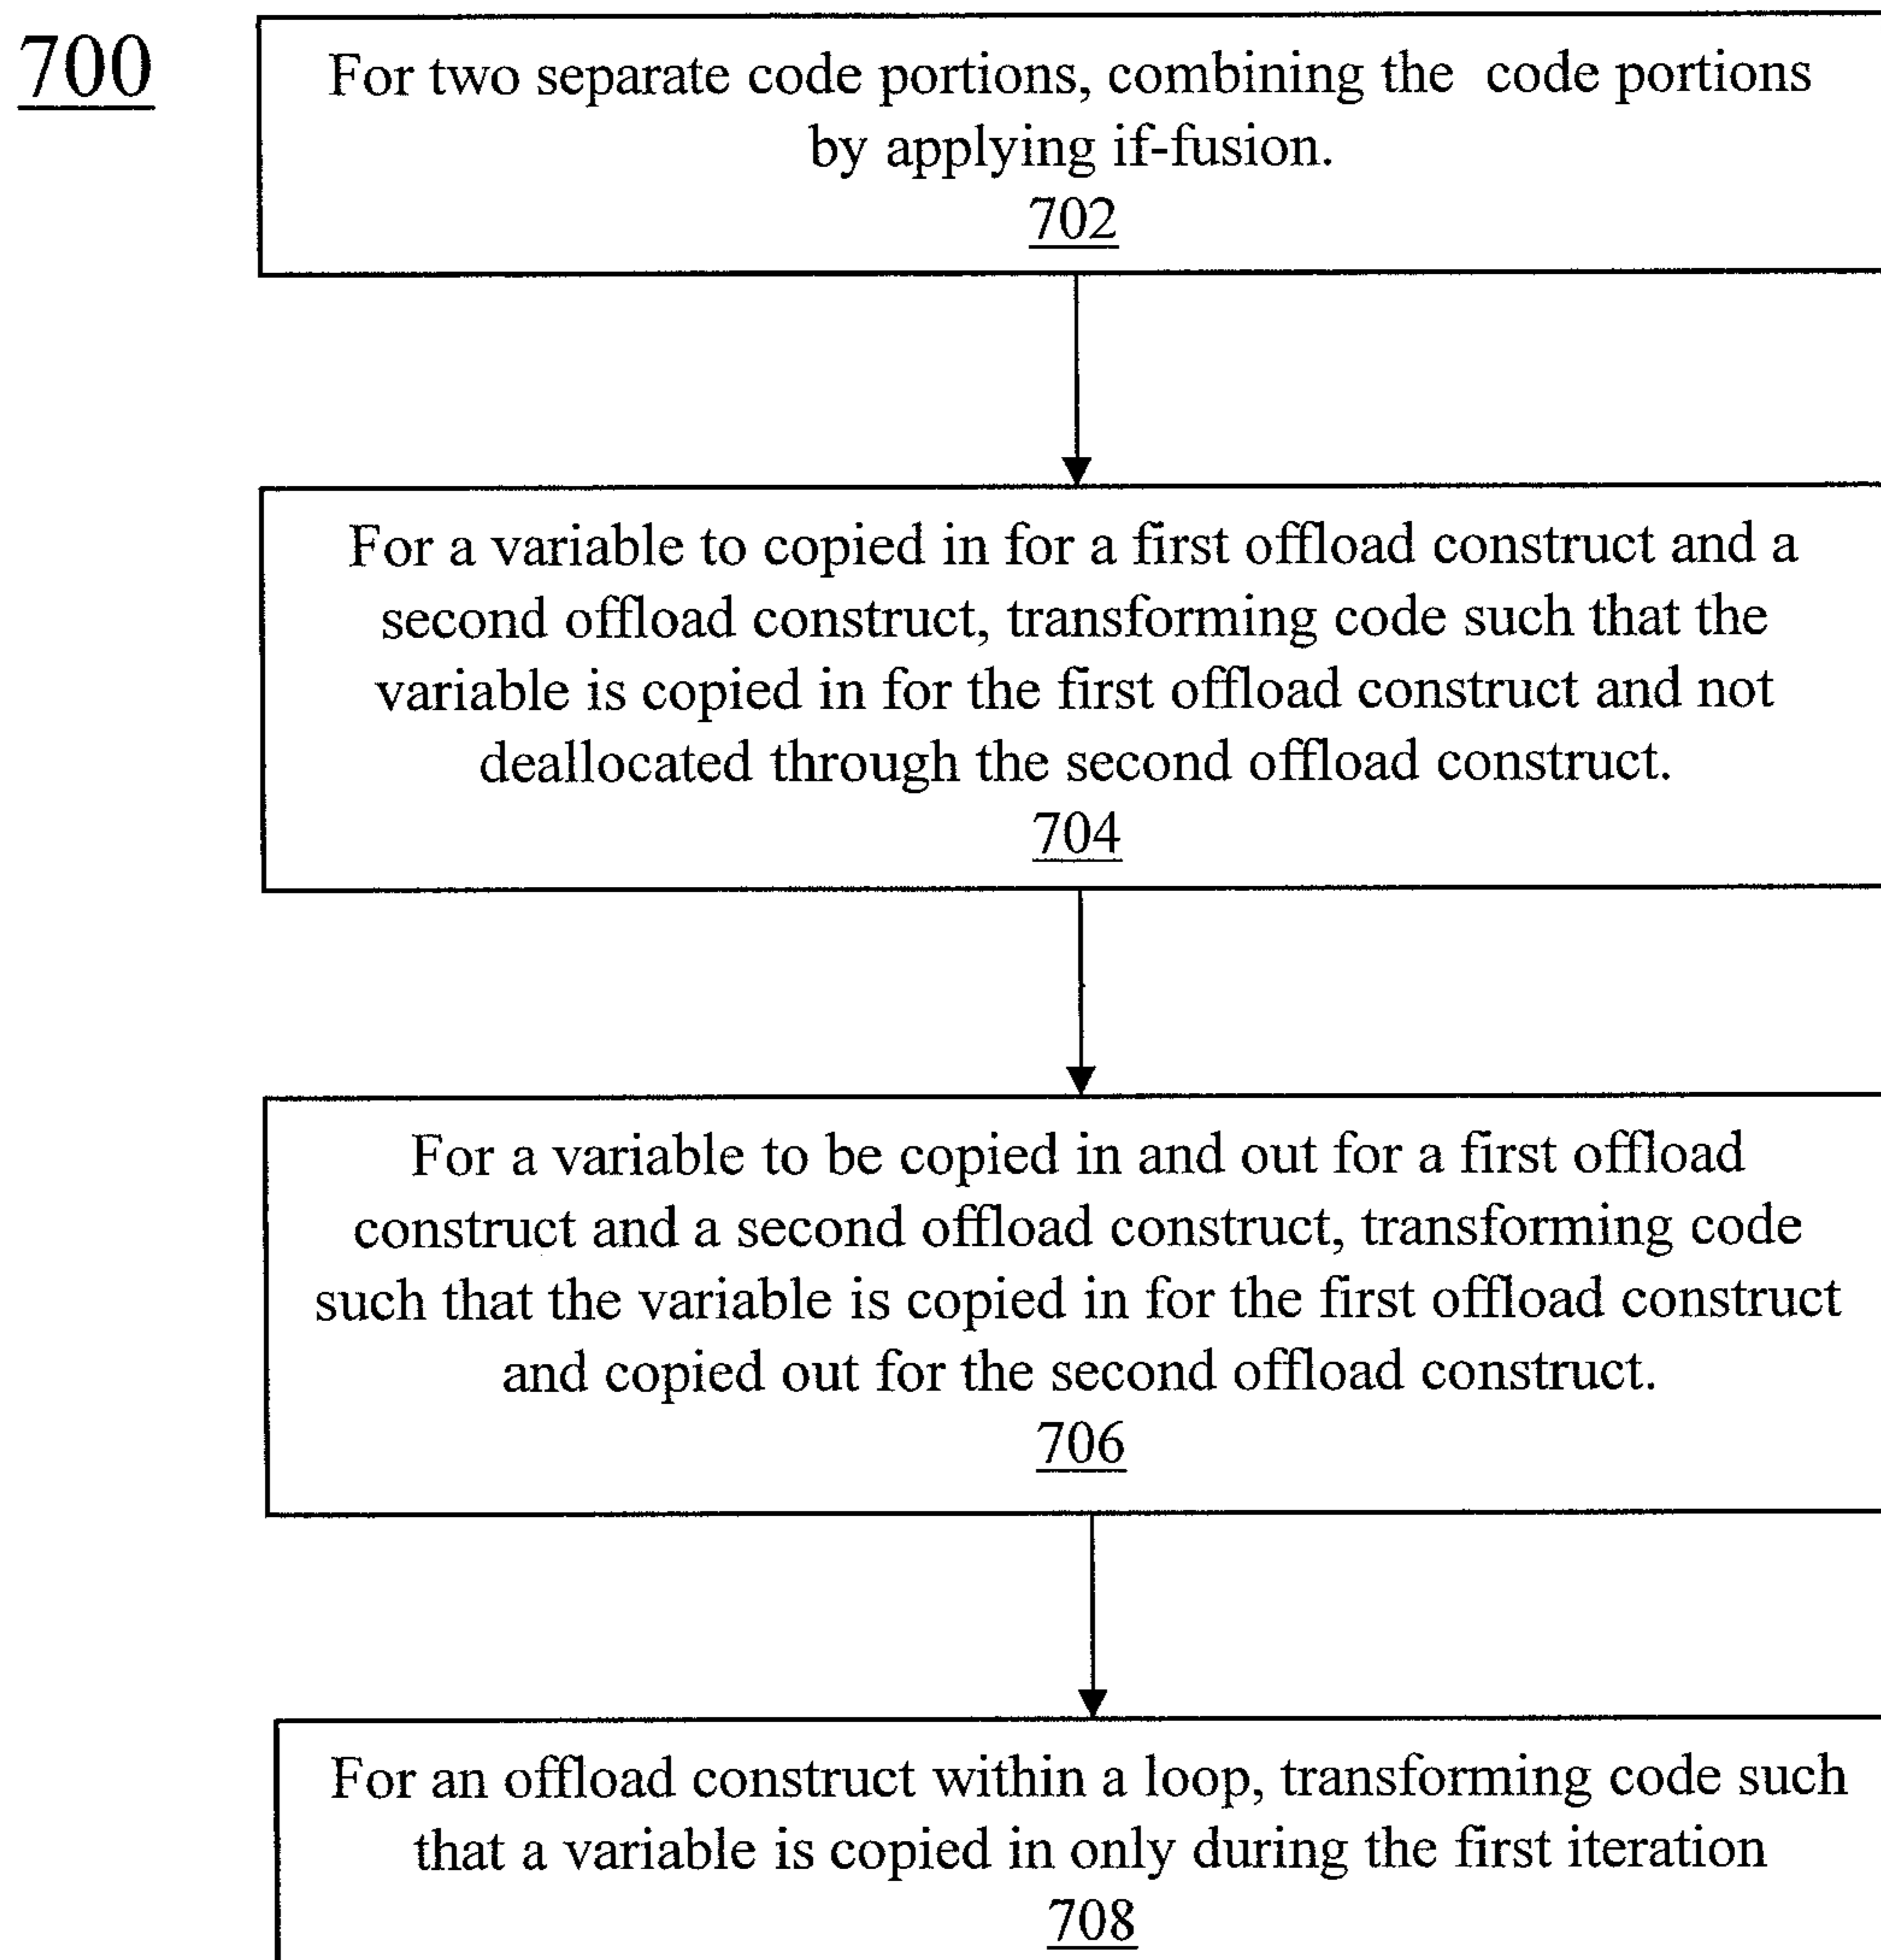 700
For two separate code portions, combining the code portions
by applying if-fusion.
702
For a variable to copied in for a first offload construct and a
second offload construct, transforming code such that the
variable is copied in for the first offload construct and not
deallocated through the second offload construct.
704
For a variable to be copied in and out for a first offload
construct and a second offload construct, transforming code
such that the variable is copied in for the first offload construct
and copied out for the second offload construct.
706
For an offload construct within a loop, transforming code such
that a variable is copied in only during the first iteration
708